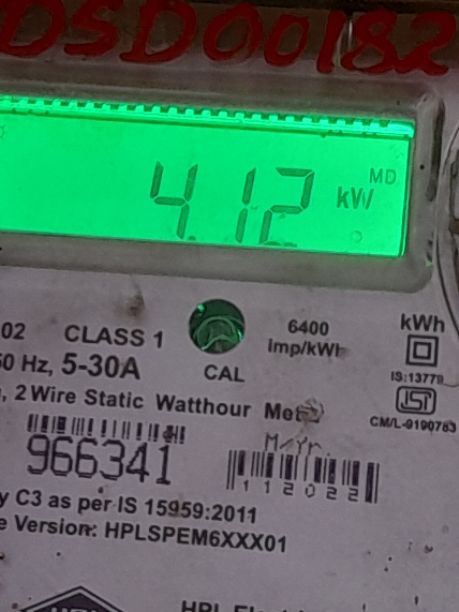 DSD00182
4.12 kW MD
02 CLASS 1
6400
imp/kWh
kWh
50 Hz, 5-30A
CAL
IS:13779
2 Wire Static Watthour Meter
CM/L-9190783
966341
M/Yr.
112022
C3 as per IS 15959:2011
Version: HPLSPEM6XXX01
HPL